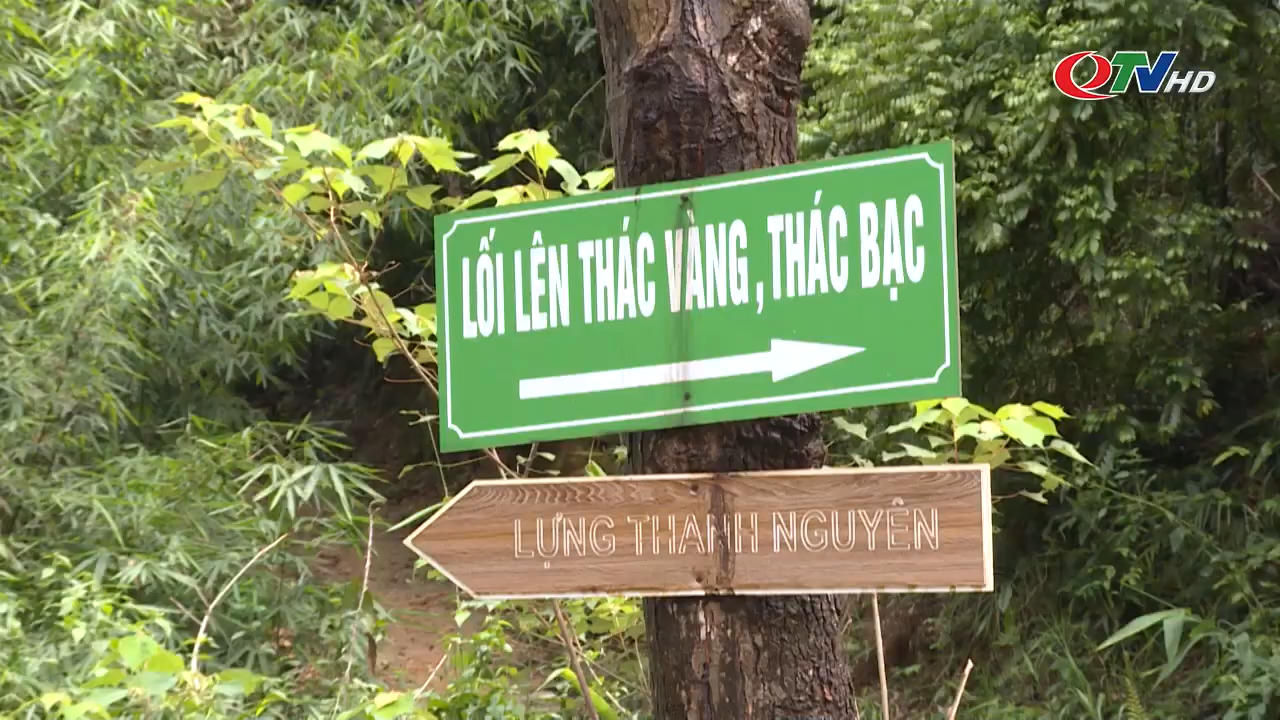 QTV HD
LỐI LÊN THÁC VÀNG, THÁC BẠC
LỰNG THANH NGUYÊN